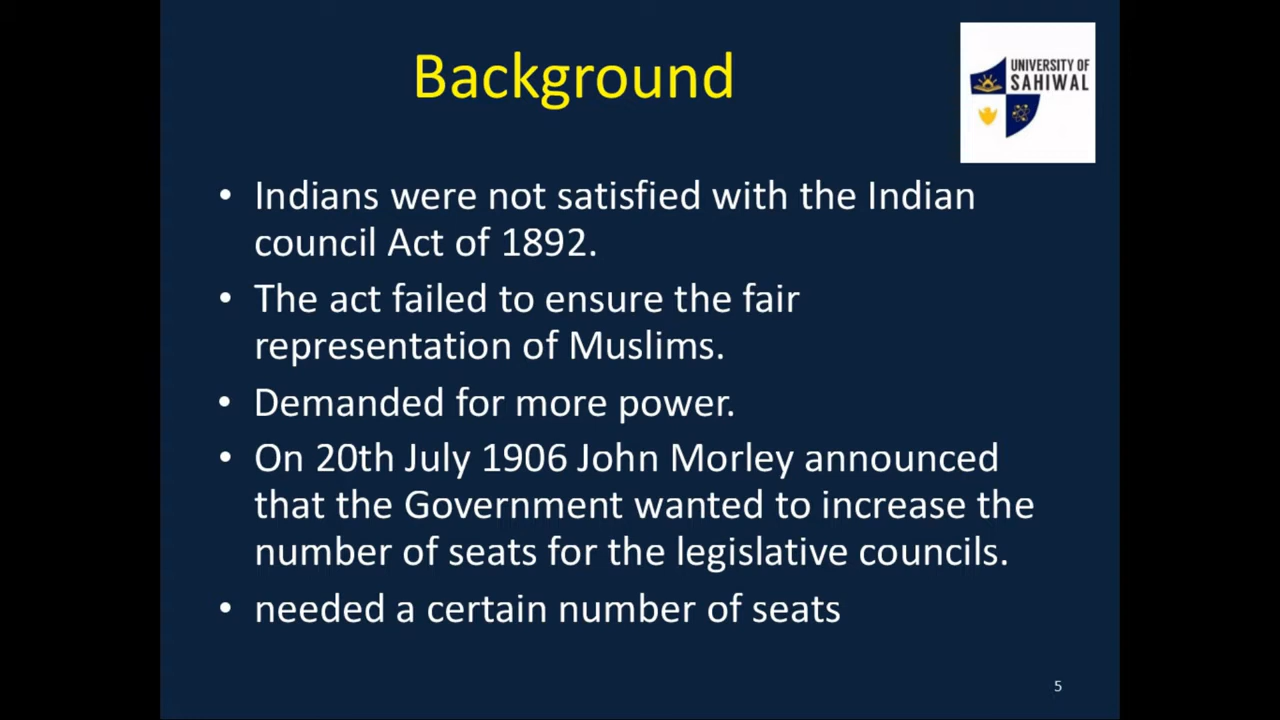 Background
UNIVERSITY OF
SAHIWAL
• Indians were not satisfied with the Indian
council Act of 1892.
• The act failed to ensure the fair
representation of Muslims.
• Demanded for more power.
• On 20th July 1906 John Morley announced
that the Government wanted to increase the
number of seats for the legislative councils.
• needed a certain number of seats
5